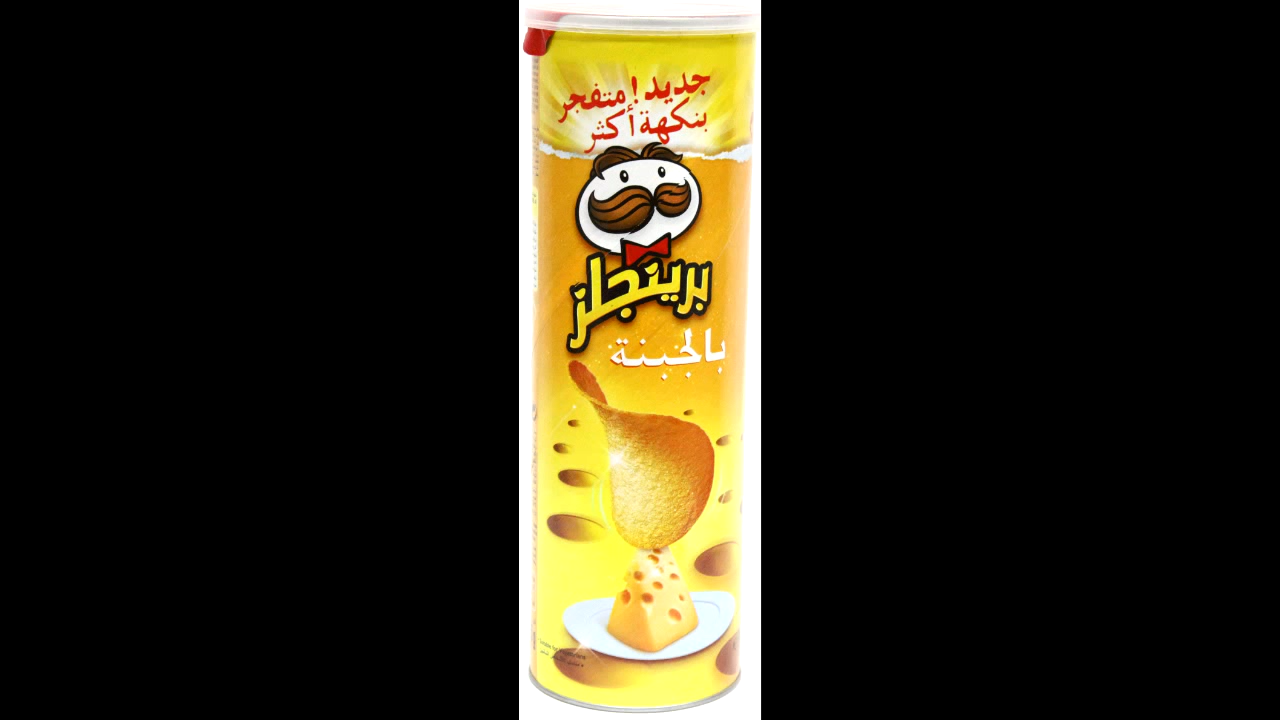 جديد! متفجر
بنكهة أكثر
برينجلز
بالجبنة